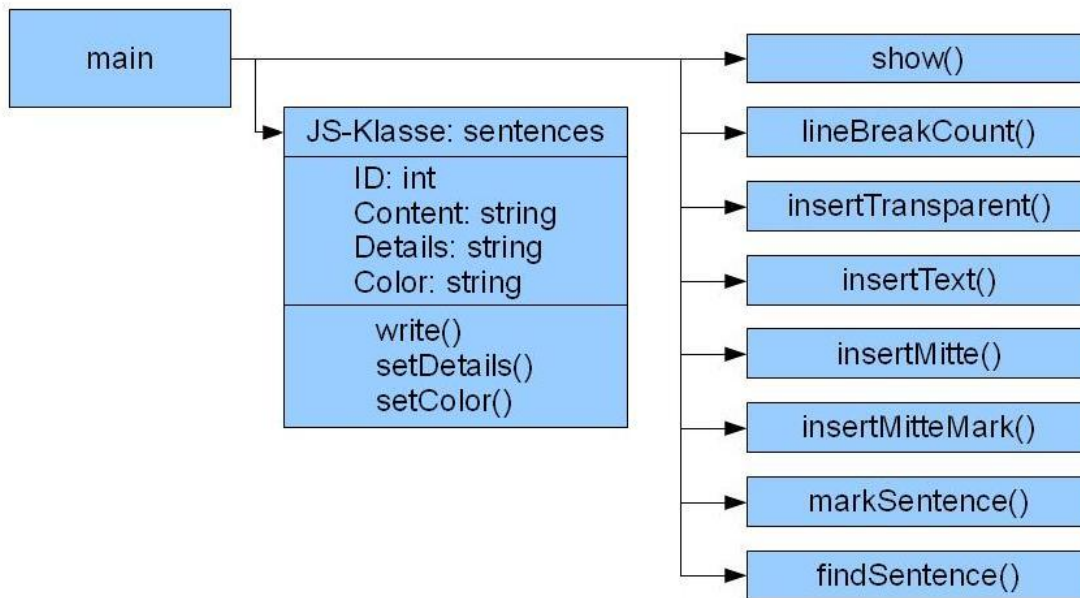 main
JS-Klasse: sentences
ID: int
Content: string
Details: string
Color: string
write()
setDetails()
setColor()
show()
lineBreakCount()
insertTransparent()
insertText()
insertMitte()
insertMitteMark()
markSentence()
findSentence()